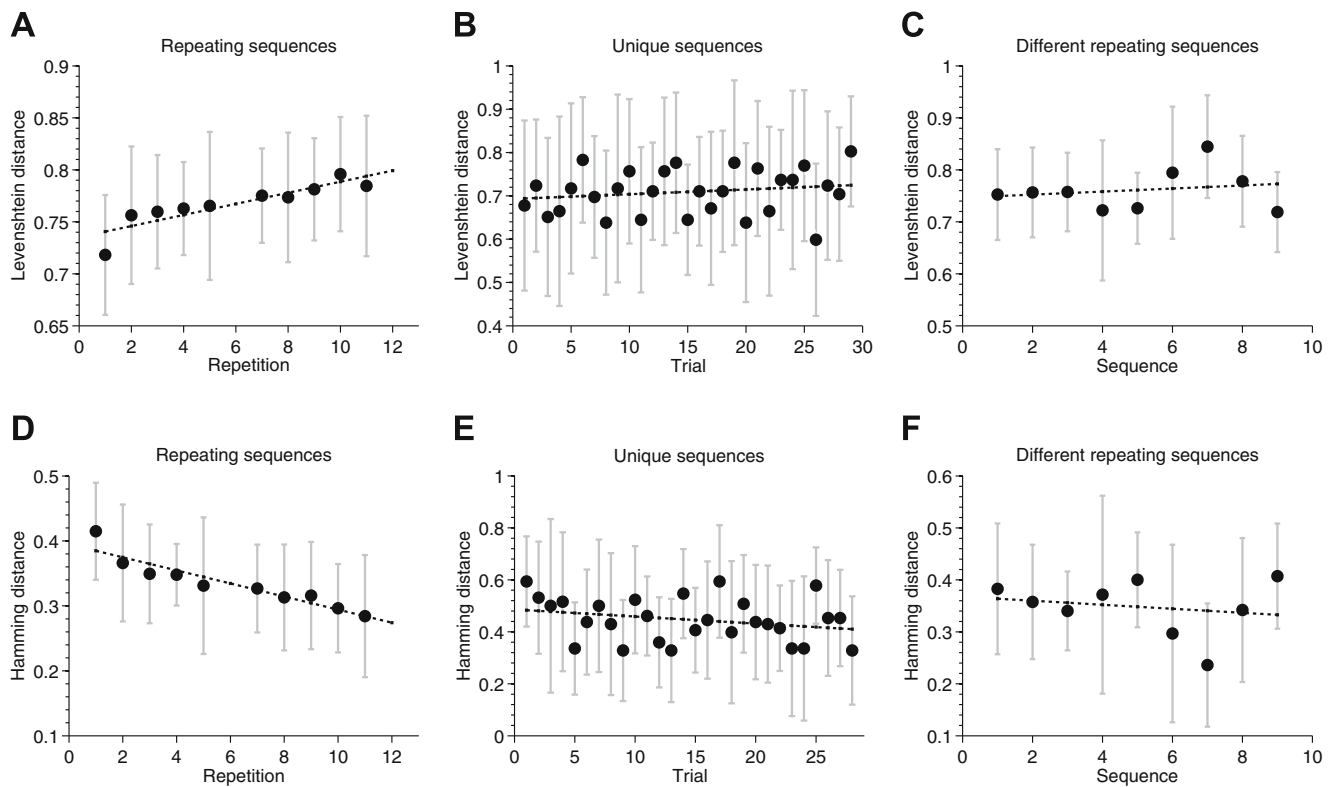 A
Repeating sequences
Levenshtein distance
0.9
0.85
0.8
0.75
0.7
0.65
0 2 4 6 8 10 12
Repetition
B
Unique sequences
Levenshtein distance
1
0.9
0.8
0.7
0.6
0.5
0.4
0 5 10 15 20 25 30
Trial
C
Different repeating sequences
Levenshtein distance
1
0.9
0.8
0.7
0.6
0.5
0 2 4 6 8 10
Sequence
D
Repeating sequences
Hamming distance
0.5
0.4
0.3
0.2
0.1
0 2 4 6 8 10 12
Repetition
E
Unique sequences
Hamming distance
1
0.8
0.6
0.4
0.2
0
0 5 10 15 20 25
Trial
F
Different repeating sequences
Hamming distance
0.6
0.5
0.4
0.3
0.2
0.1
0 2 4 6 8 10
Sequence